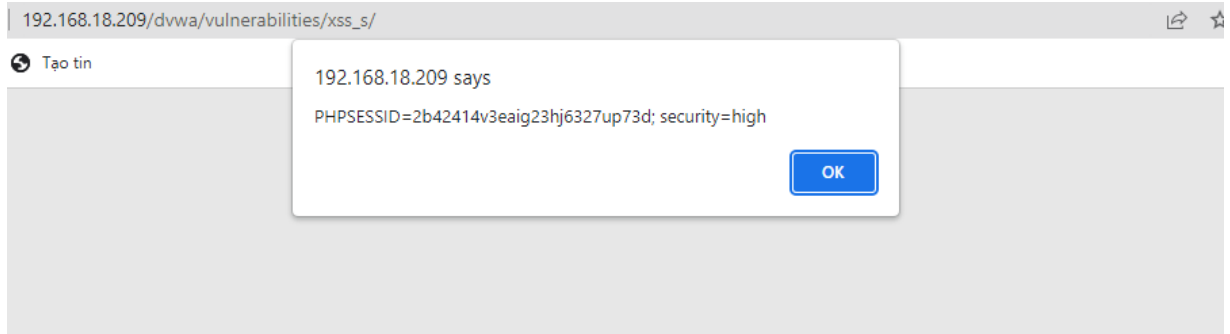 192.168.18.209/dvwa/vulnerabilities/xss_s/
Tạo tin
192.168.18.209 says
PHPSESSID=2b42414v3eaig23hj6327up73d; security=high
OK